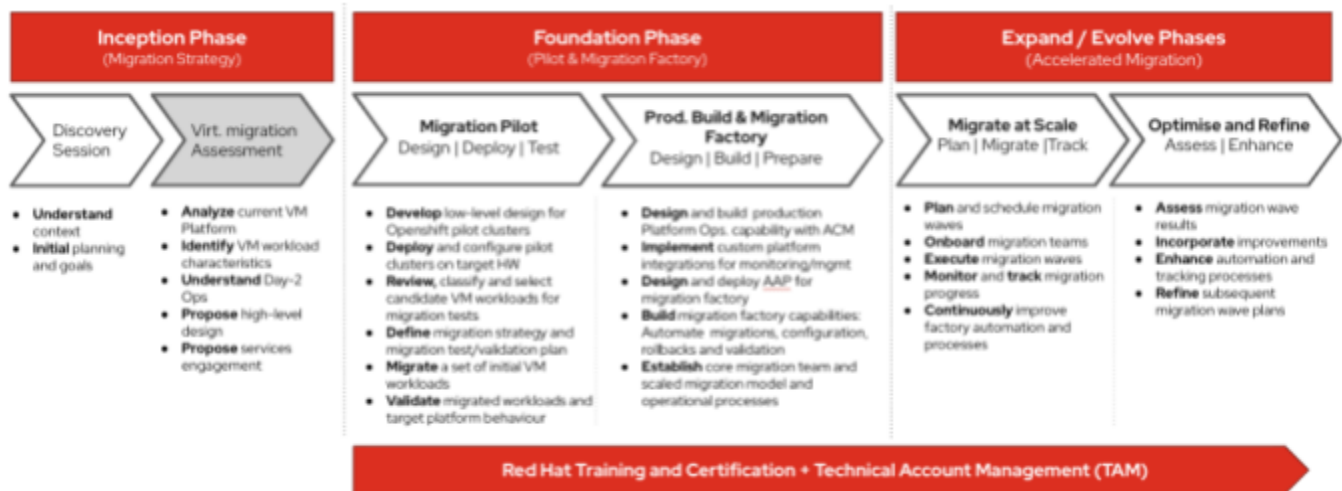 Inception Phase
(Migration Strategy)
Foundation Phase
(Pilot & Migration Factory)
Expand / Evolve Phases
(Accelerated Migration)
Discovery
Session
Virt. migration
Assessment
Migration Pilot
Design | Deploy | Test
Prod. Build & Migration
Factory
Design | Build | Prepare
Migrate at Scale
Plan | Migrate |Track
Optimise and Refine
Assess | Enhance
● Understand
context
● Initial planning
and goals
● Analyze current VM
Platform
● Identify VM workload
characteristics
● Understand Day-2
Ops
● Propose high-level
design
● Propose services
engagement
● Develop low-level design for
Openshift pilot clusters
● Deploy and configure pilot
clusters on target HW
● Review, classify and select
candidate VM workloads for
migration tests
● Define migration strategy and
migration test/validation plan
● Migrate a set of initial VM
workloads
● Validate migrated workloads and
target platform behaviour
● Design and build production
Platform Ops. capability with ACM
● Implement custom platform
integrations for monitoring/mgmt
● Design and deploy AAP for
migration factory
● Build migration factory capabilities:
Automate migrations, configuration,
rollbacks and validation
● Establish core migration team and
scaled migration model and
operational processes
● Plan and schedule migration
waves
● Onboard migration teams
● Execute migration waves
● Monitor and track migration
progress
● Continuously improve
factory automation and
processes
● Assess migration wave
results
● Incorporate improvements
● Enhance automation and
tracking processes
● Refine subsequent
migration wave plans
Red Hat Training and Certification + Technical Account Management (TAM)